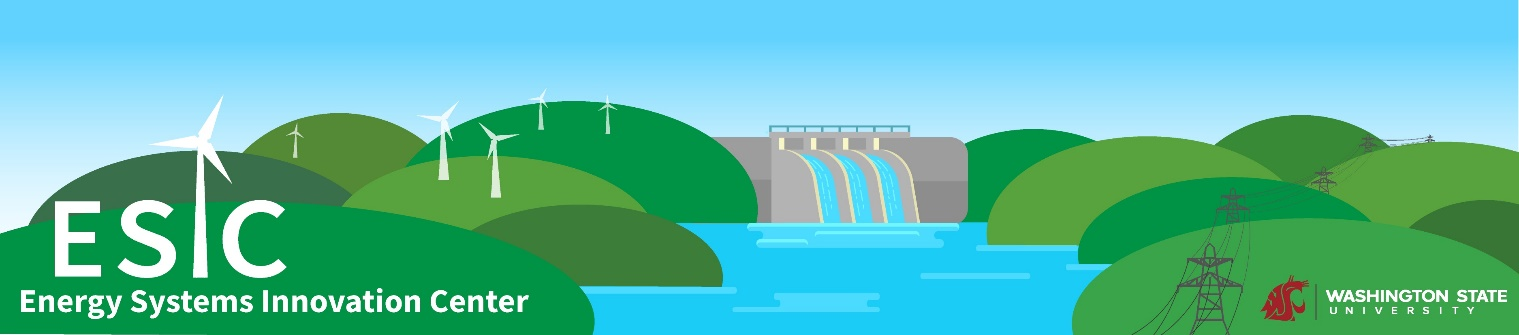 ESIC
Energy Systems Innovation Center
WASHINGTON STATE
UNIVERSITY